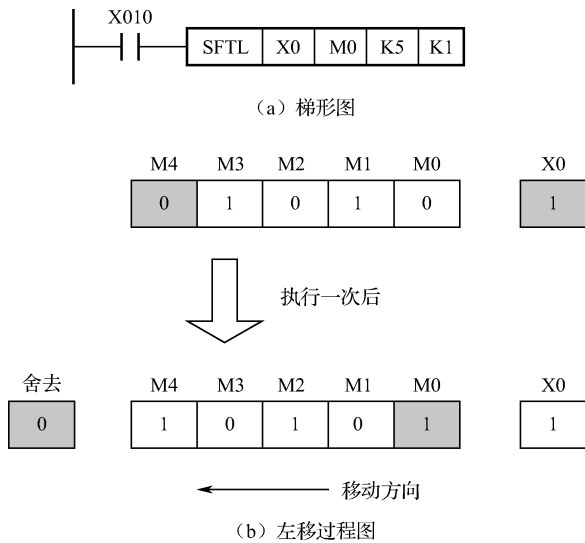 X010
SFTL X0 M0 K5 K1
（a）梯形图
M4 M3 M2 M1 M0 X0
0 1 0 1 0 1
执行一次后
舍去 M4 M3 M2 M1 M0 X0
0 1 0 1 0 1 1
移动方向
（b）左移过程图